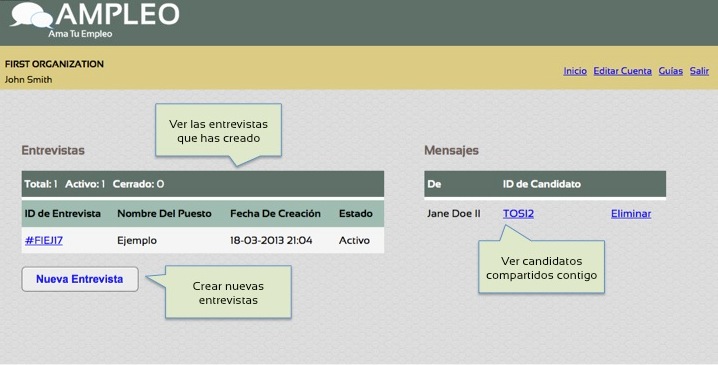 AMPLEO
Ama Tu Empleo
FIRST ORGANIZATION
John Smith
Inicio Editar Cuenta Guías Salir
Ver las entrevistas
que has creado
Entrevistas
Total: 1 Activo: 1 Cerrado: 0
ID de Entrevista Nombre Del Puesto Fecha De Creación Estado
#FIEJI7 Ejemplo 18-03-2013 21:04 Activo
Nueva Entrevista
Crear nuevas
entrevistas
Mensajes
De ID de Candidato
Jane Doe II TOSI2 Eliminar
Ver candidatos
compartidos contigo